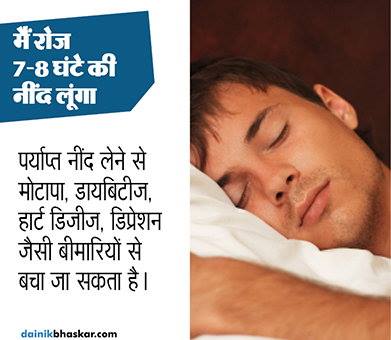 मैं रोज
7-8 घंटे की
नींद लूंगा
पर्याप्त नींद लेने से
मोटापा, डायबिटीज,
हार्ट डिजीज, डिप्रेशन
जैसी बीमारियों से
बचा जा सकता है।
dainikbhaskar.com